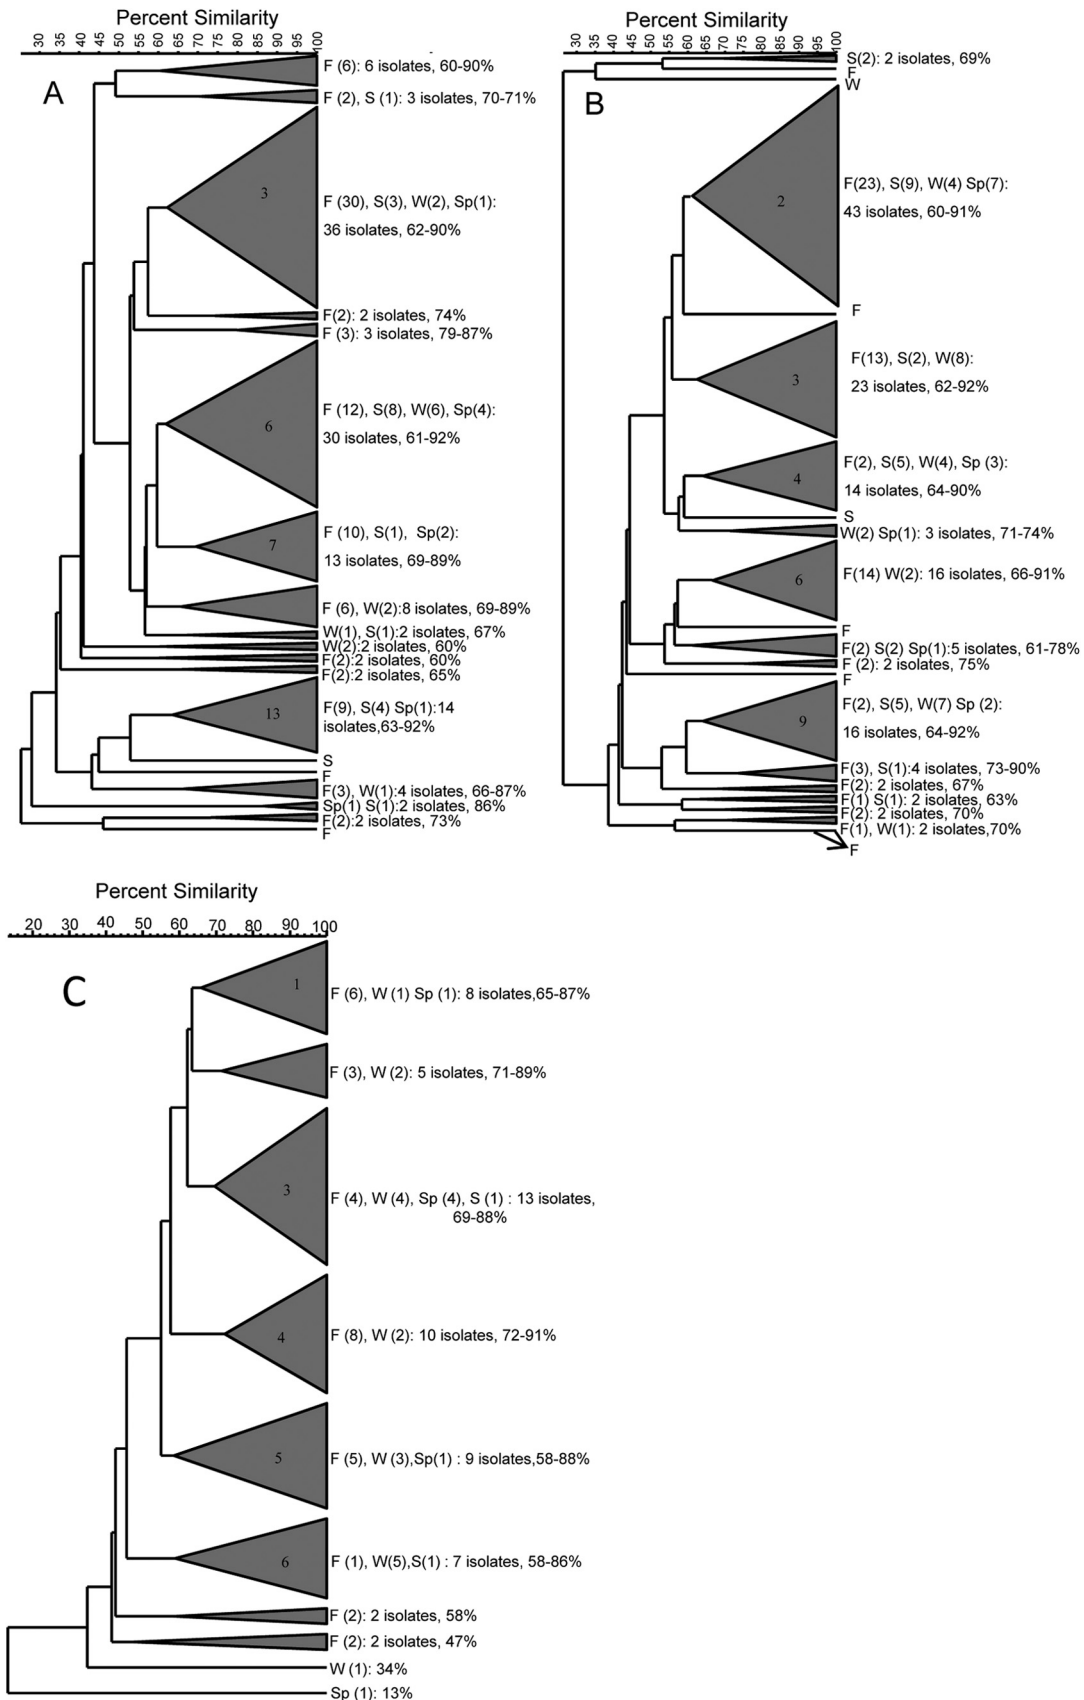 Percent Similarity
30 35 40 45 50 55 60 65 70 75 80 85 90 95 100
A
F (6): 6 isolates, 60-90%
F (2), S (1): 3 isolates, 70-71%
3
F (30), S(3), W(2), Sp(1):
36 isolates, 62-90%
F(2): 2 isolates, 74%
F (3): 3 isolates, 79-87%
6
F (12), S(8), W(6), Sp(4):
30 isolates, 61-92%
7
F (10), S(1), Sp(2):
13 isolates, 69-89%
F (6), W(2):8 isolates, 69-89%
W(1), S(1):2 isolates, 67%
W(2):2 isolates, 60%
F(2):2 isolates, 60%
F(2):2 isolates, 65%
13
F(9), S(4) Sp(1):14
isolates,63-92%
S
F
F(3), W(1):4 isolates, 66-87%
Sp(1) S(1):2 isolates, 86%
F(2):2 isolates, 73%
F
Percent Similarity
30 35 40 45 50 55 60 65 70 75 80 85 90 95 100
B
S(2): 2 isolates, 69%
F
W
2
F(23), S(9), W(4) Sp(7):
43 isolates, 60-91%
F
3
F(13), S(2), W(8):
23 isolates, 62-92%
4
F(2), S(5), W(4), Sp (3):
14 isolates, 64-90%
S
W(2) Sp(1): 3 isolates, 71-74%
6
F(14) W(2): 16 isolates, 66-91%
F
F(2) S(2) Sp(1):5 isolates, 61-78%
F (2): 2 isolates, 75%
F
9
F(2), S(5), W(7) Sp (2):
16 isolates, 64-92%
F(3), S(1):4 isolates, 73-90%
F(2): 2 isolates, 67%
F(1) S(1): 2 isolates, 63%
F(2): 2 isolates, 70%
F(1), W(1): 2 isolates,70%
F
Percent Similarity
20 30 40 50 60 70 80 90 100
C
1
F (6), W (1) Sp (1): 8 isolates,65-87%
F (3), W (2): 5 isolates, 71-89%
3
F (4), W (4), Sp (4), S (1) : 13 isolates,
69-88%
4
F (8), W (2): 10 isolates, 72-91%
5
F (5), W (3),Sp(1) : 9 isolates,58-88%
6
F (1), W(5),S(1) : 7 isolates, 58-86%
F (2): 2 isolates, 58%
F (2): 2 isolates, 47%
W (1): 34%
Sp (1): 13%